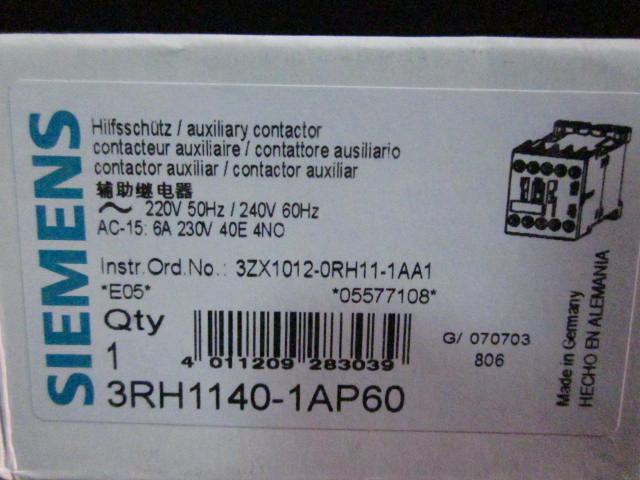 SIEMENS
Hilfsschütz / auxiliary contactor
contacteur auxiliaire / contattore ausiliario
contactor auxiliar / contactor auxiliar
辅助继电器
~ 220V 50Hz / 240V 60Hz
AC-15: 6A 230V 40E 4NO
Instr.Ord.No.: 3ZX1012-0RH11-1AA1
*E05* *05577108*
Qty
1
4 011209 283039
G/ 070703
806
3RH1140-1AP60
Made in Germany
HECHO EN ALEMANIA